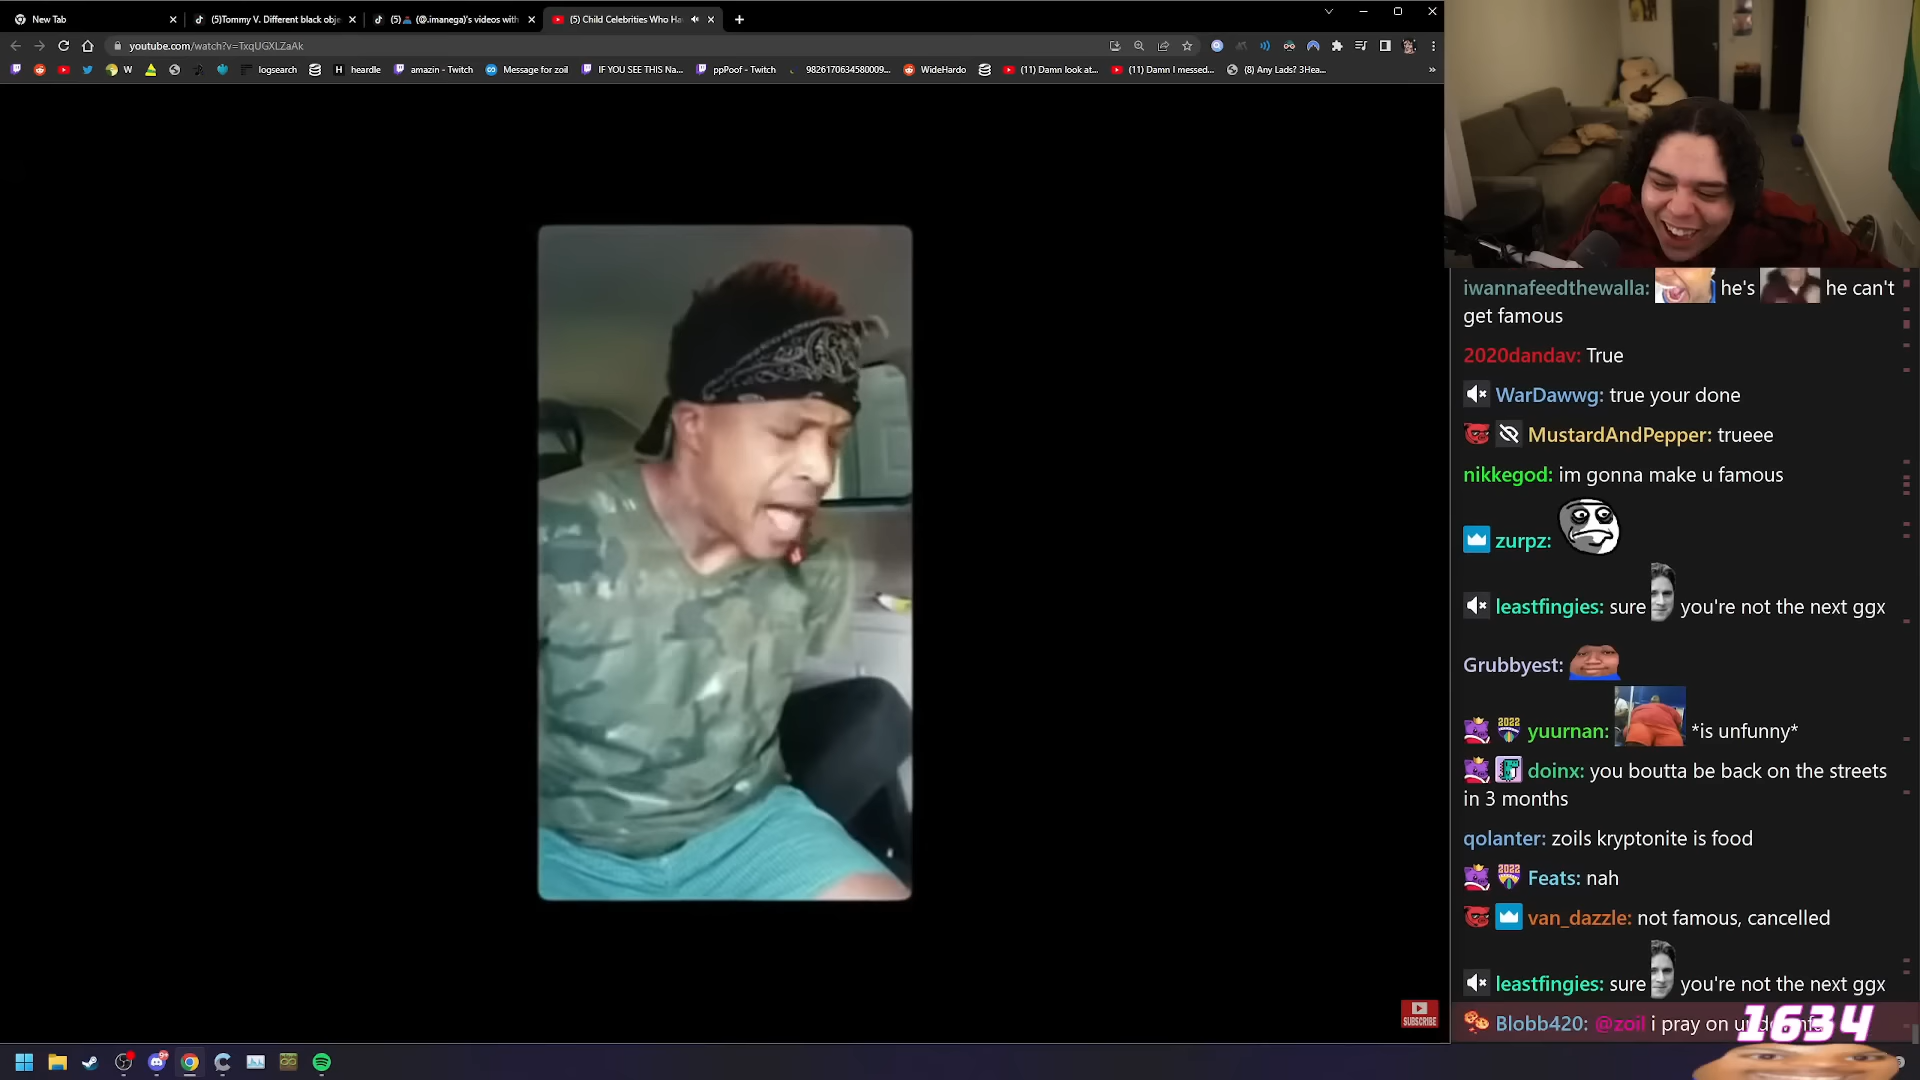 New Tab
(5)Tommy V. Different black obje
(5) (@.imanega)'s videos with
(5) Child Celebrities Who Ha
youtube.com/watch?v=TxqUGXLZaAk
W
logsearch
heardle
amazin - Twitch
Message for zoil
IF YOU SEE THIS Na...
ppPoof - Twitch
9826170634580009...
WideHardo
(11) Damn look at...
(11) Damn I messed...
(8) Any Lads? 3Hea...
iwannafeedthewalla: he's he can't
get famous
2020dandav: True
WarDawwg: true your done
MustardAndPepper: trueee
nikkegod: im gonna make u famous
zurpz:
leastfingies: sure you're not the next ggx
Grubbyest:
yuurnan: *is unfunny*
doinx: you boutta be back on the streets
in 3 months
qolanter: zoils kryptonite is food
Feats: nah
van_dazzle: not famous, cancelled
leastfingies: sure you're not the next ggx
Blobb420: @zoil i pray on
1634
SUBSCRIBE